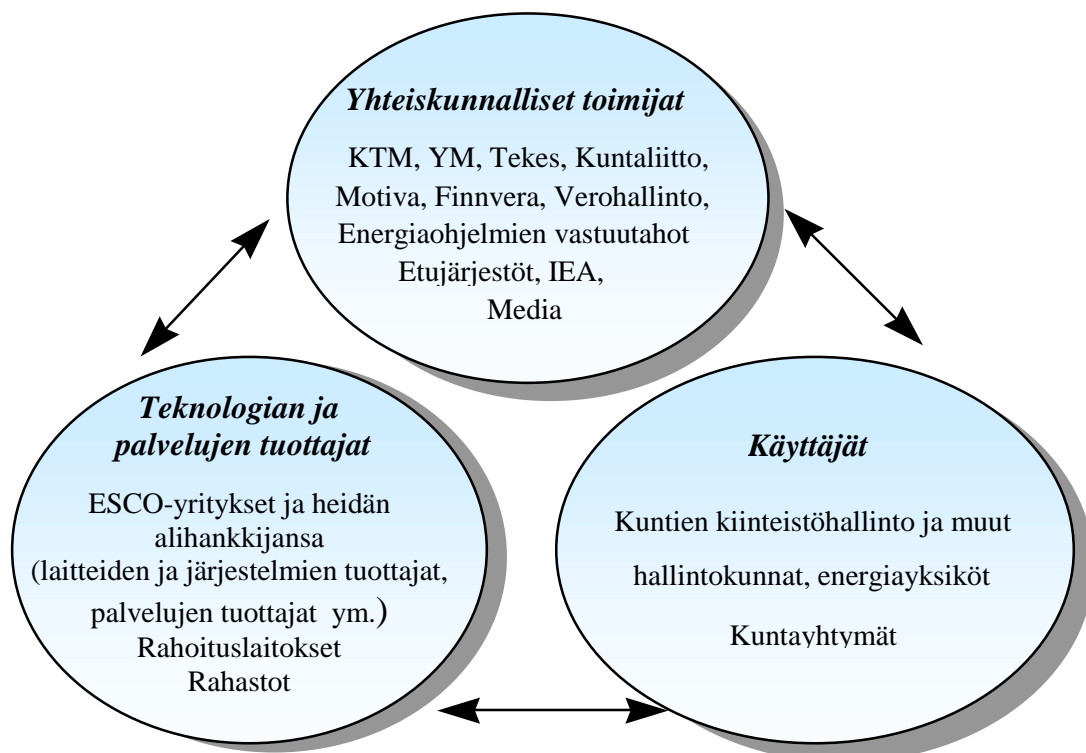 Yhteiskunnalliset toimijat
KTM, YM, Tekes, Kuntaliitto,
Motiva, Finnvera, Verohallinto,
Energiaohjelmien vastuutahot
Etujärjestöt, IEA,
Media
Teknologian ja
palvelujen tuottajat
ESCO-yritykset ja heidän
alihankkijansa
(laitteiden ja järjestelmien tuottajat,
palvelujen tuottajat ym.)
Rahoituslaitokset
Rahastot
Käyttäjät
Kuntien kiinteistöhallinto ja muut
hallintokunnat, energiayksiköt
Kuntayhtymät